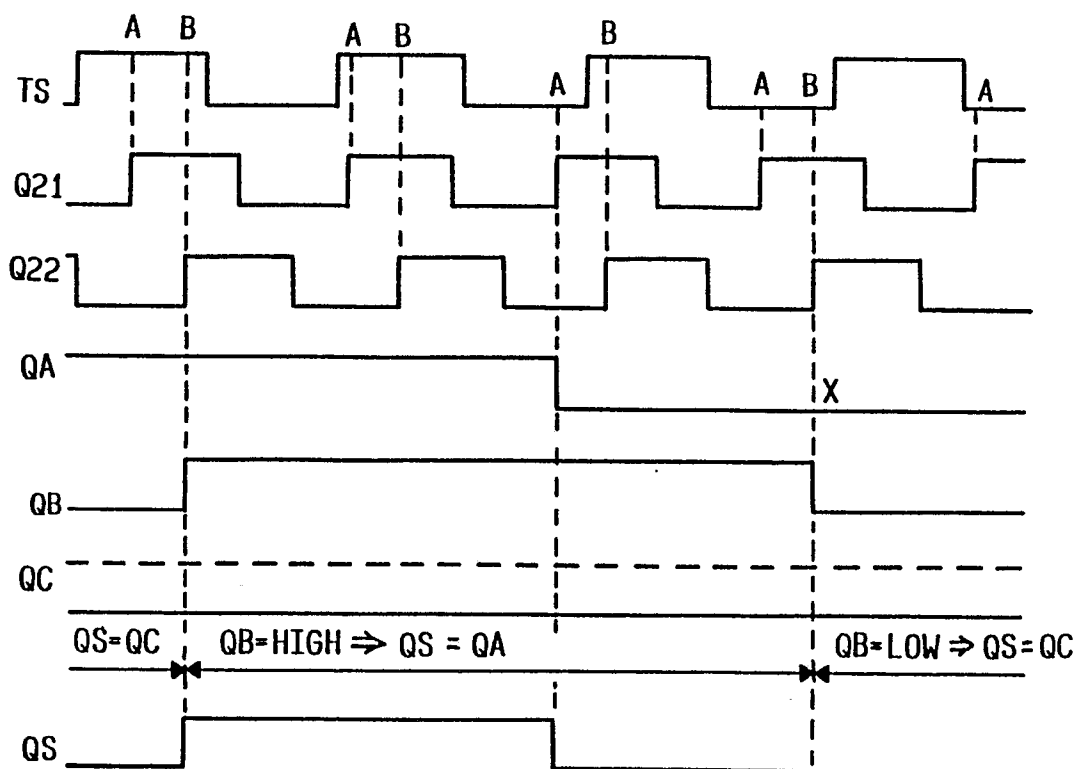 A B A B B
TS A A B A
Q21
Q22
QA
X
QB
QC
QS=QC QB=HIGH ⇒ QS = QA QB=LOW ⇒ QS=QC
QS